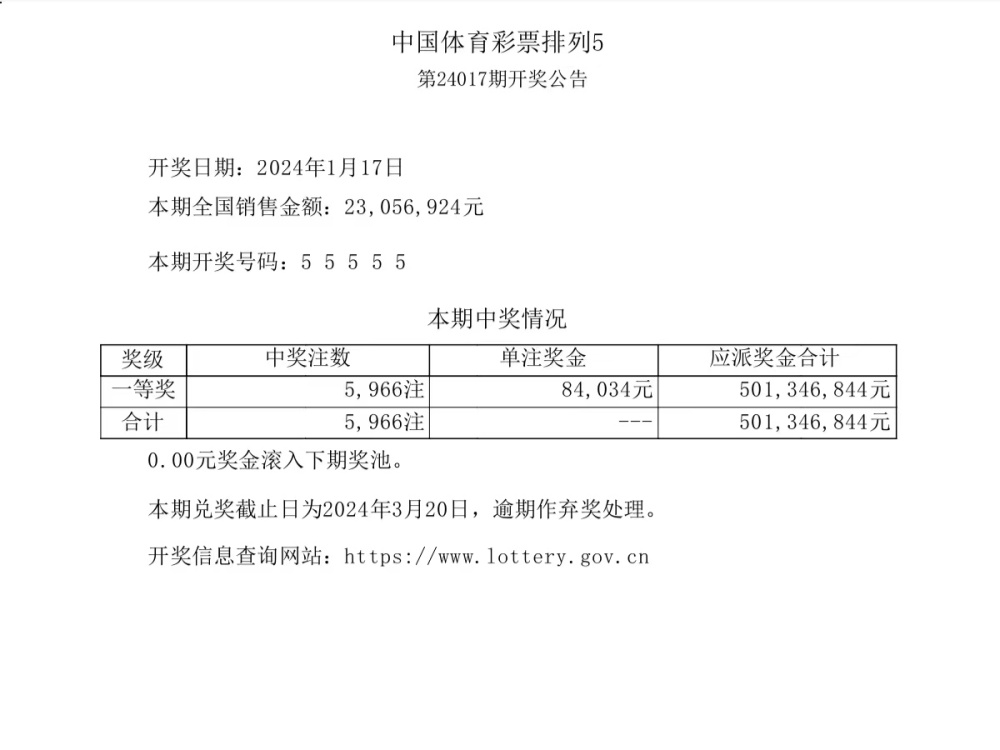 中国体育彩票排列5
第24017期开奖公告
开奖日期：2024年1月17日
本期全国销售金额：23,056,924元
本期开奖号码：5 5 5 5 5
本期中奖情况
奖级 中奖注数 单注奖金 应派奖金合计
一等奖 5,966注 84,034元 501,346,844元
合计 5,966注 --- 501,346,844元
0.00元奖金滚入下期奖池。
本期兑奖截止日为2024年3月20日，逾期作弃奖处理。
开奖信息查询网站：https://www.lottery.gov.cn